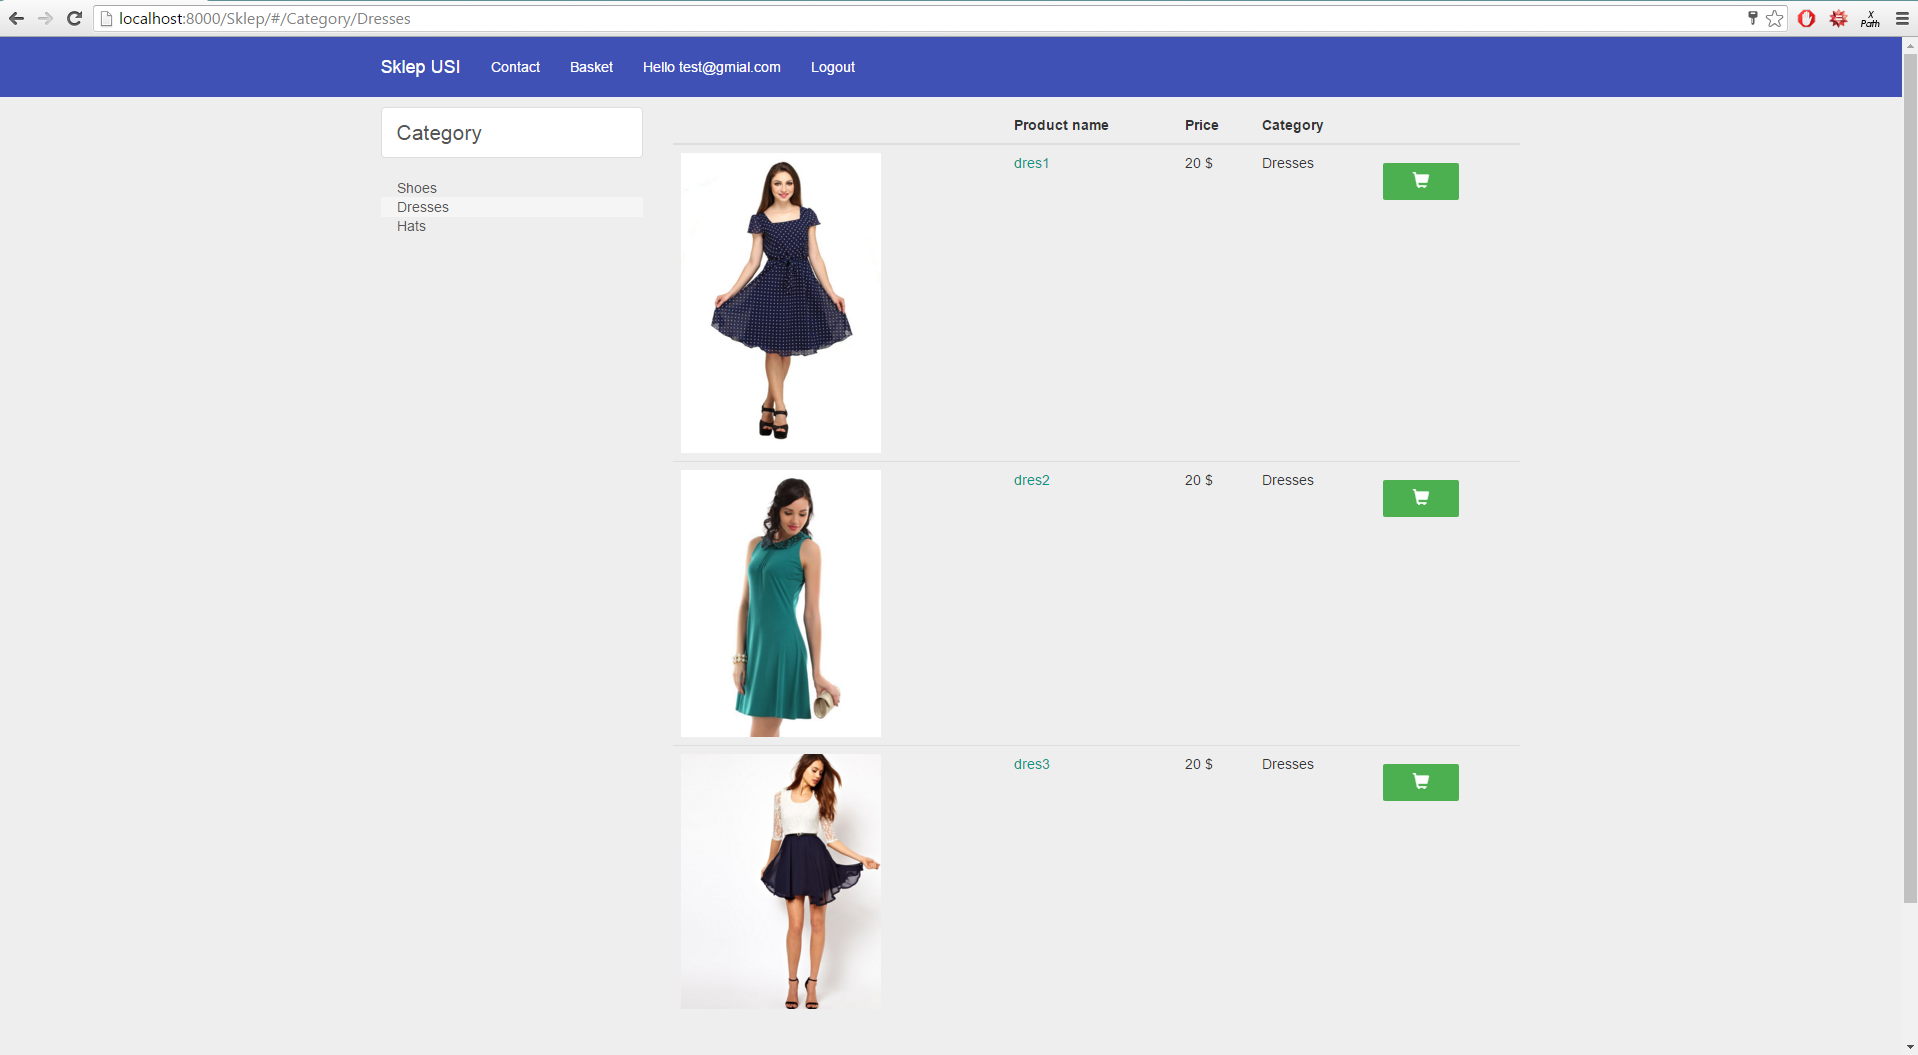 localhost:8000/Sklep/#/Category/Dresses
X
Path
Sklep USI Contact Basket Hello test@gmial.com Logout
Category
Shoes
Dresses
Hats
Product name Price Category
dres1 20 $ Dresses
dres2 20 $ Dresses
dres3 20 $ Dresses